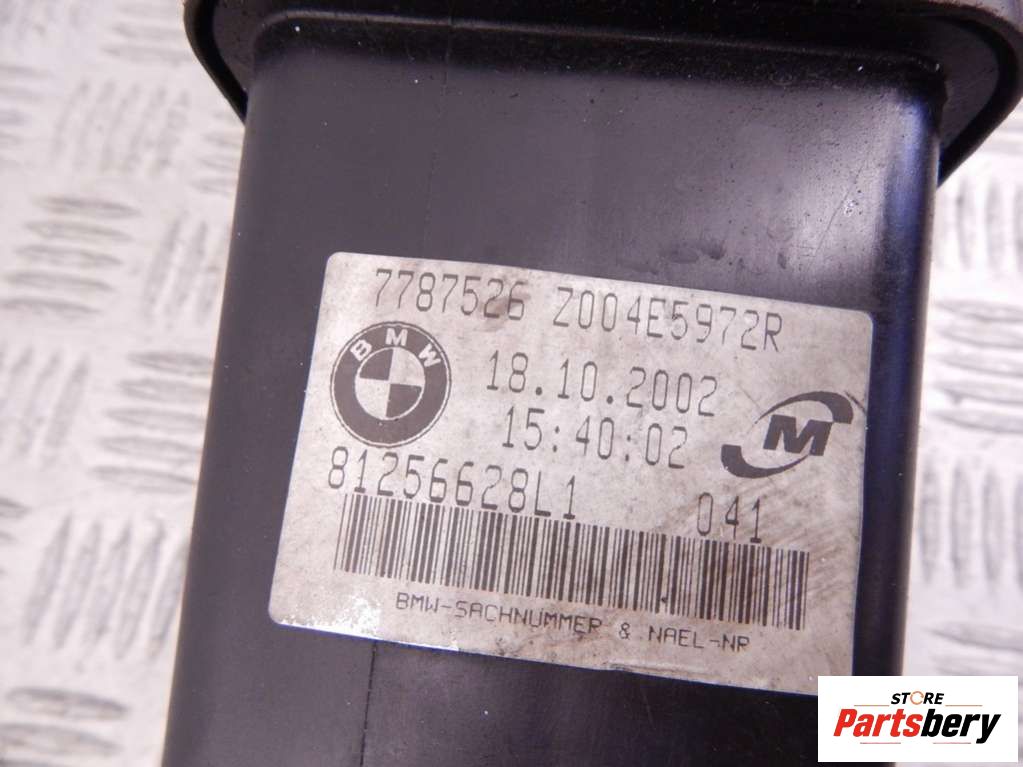 7787526 Z004E5972R
BMW
18.10.2002
15:40:02
M
81256628L1 041
BMW-SACHNUMMER & NAEL-NR
STORE
Partsbery